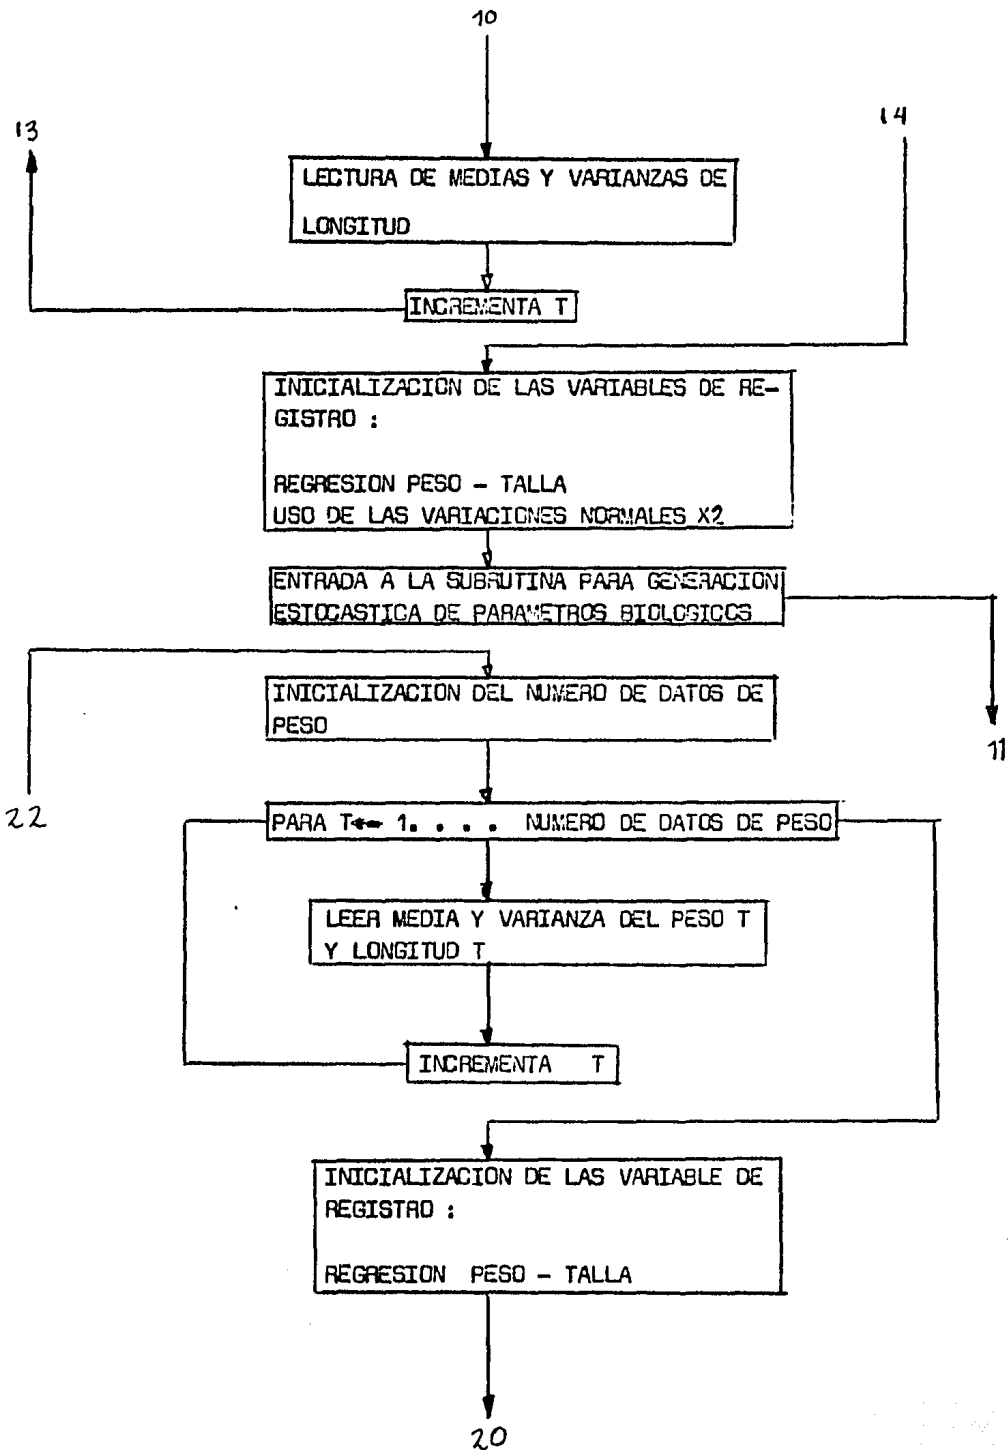 10
13
14
LECTURA DE MEDIAS Y VARIANZAS DE
LONGITUD
INCREMENTA T
INICIALIZACION DE LAS VARIABLES DE RE-
GISTRO :
REGRESION PESO - TALLA
USO DE LAS VARIACIONES NORMALES X2
ENTRADA A LA SUBRUTINA PARA GENERACION
ESTOCASTICA DE PARAMETROS BIOLOGICOS
INICIALIZACION DEL NUMERO DE DATOS DE
PESO
11
22
PARA T← 1. . . . NUMERO DE DATOS DE PESO
LEER MEDIA Y VARIANZA DEL PESO T
Y LONGITUD T
INCREMENTA T
INICIALIZACION DE LAS VARIABLE DE
REGISTRO :
REGRESION PESO - TALLA
20